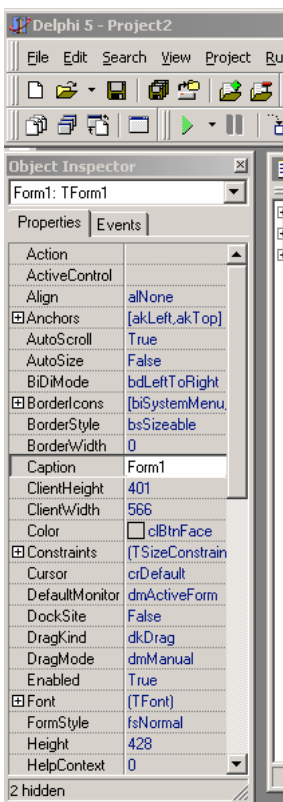 Delphi 5 - Project2
File Edit Search View Project Ru
Object Inspector
Form1: TForm1
Properties Events
Action
ActiveControl
Align alNone
Anchors [akLeft,akTop]
AutoScroll True
AutoSize False
BiDiMode bdLeftToRight
BorderIcons [biSystemMenu,
BorderStyle bsSizeable
BorderWidth 0
Caption Form1
ClientHeight 401
ClientWidth 566
Color clBtnFace
Constraints (TSizeConstrain
Cursor crDefault
DefaultMonitor dmActiveForm
DockSite False
DragKind dkDrag
DragMode dmManual
Enabled True
Font (TFont)
FormStyle fsNormal
Height 428
HelpContext 0
2 hidden